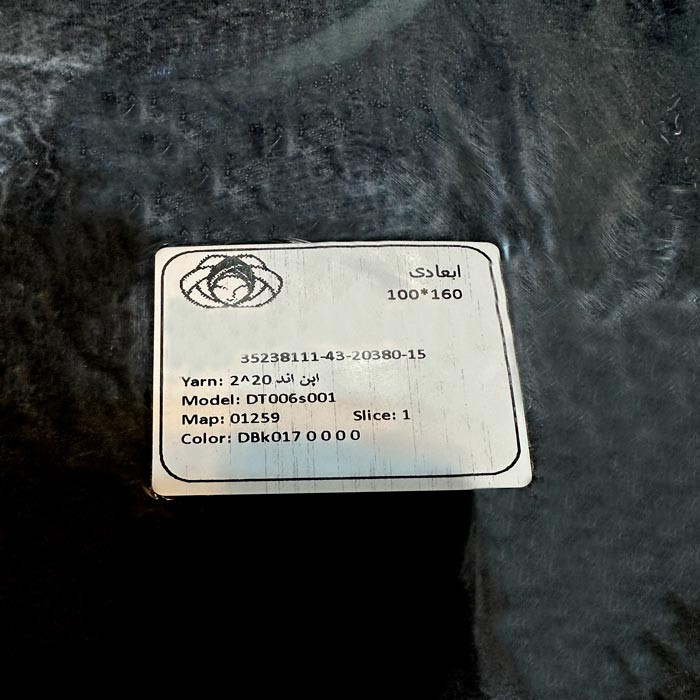 ابعادی
100*160
35238111-43-20380-15
Yarn: 2^20 اپن اند
Model: DT006s001
Map: 01259 Slice: 1
Color: DBk017 0 0 0 0